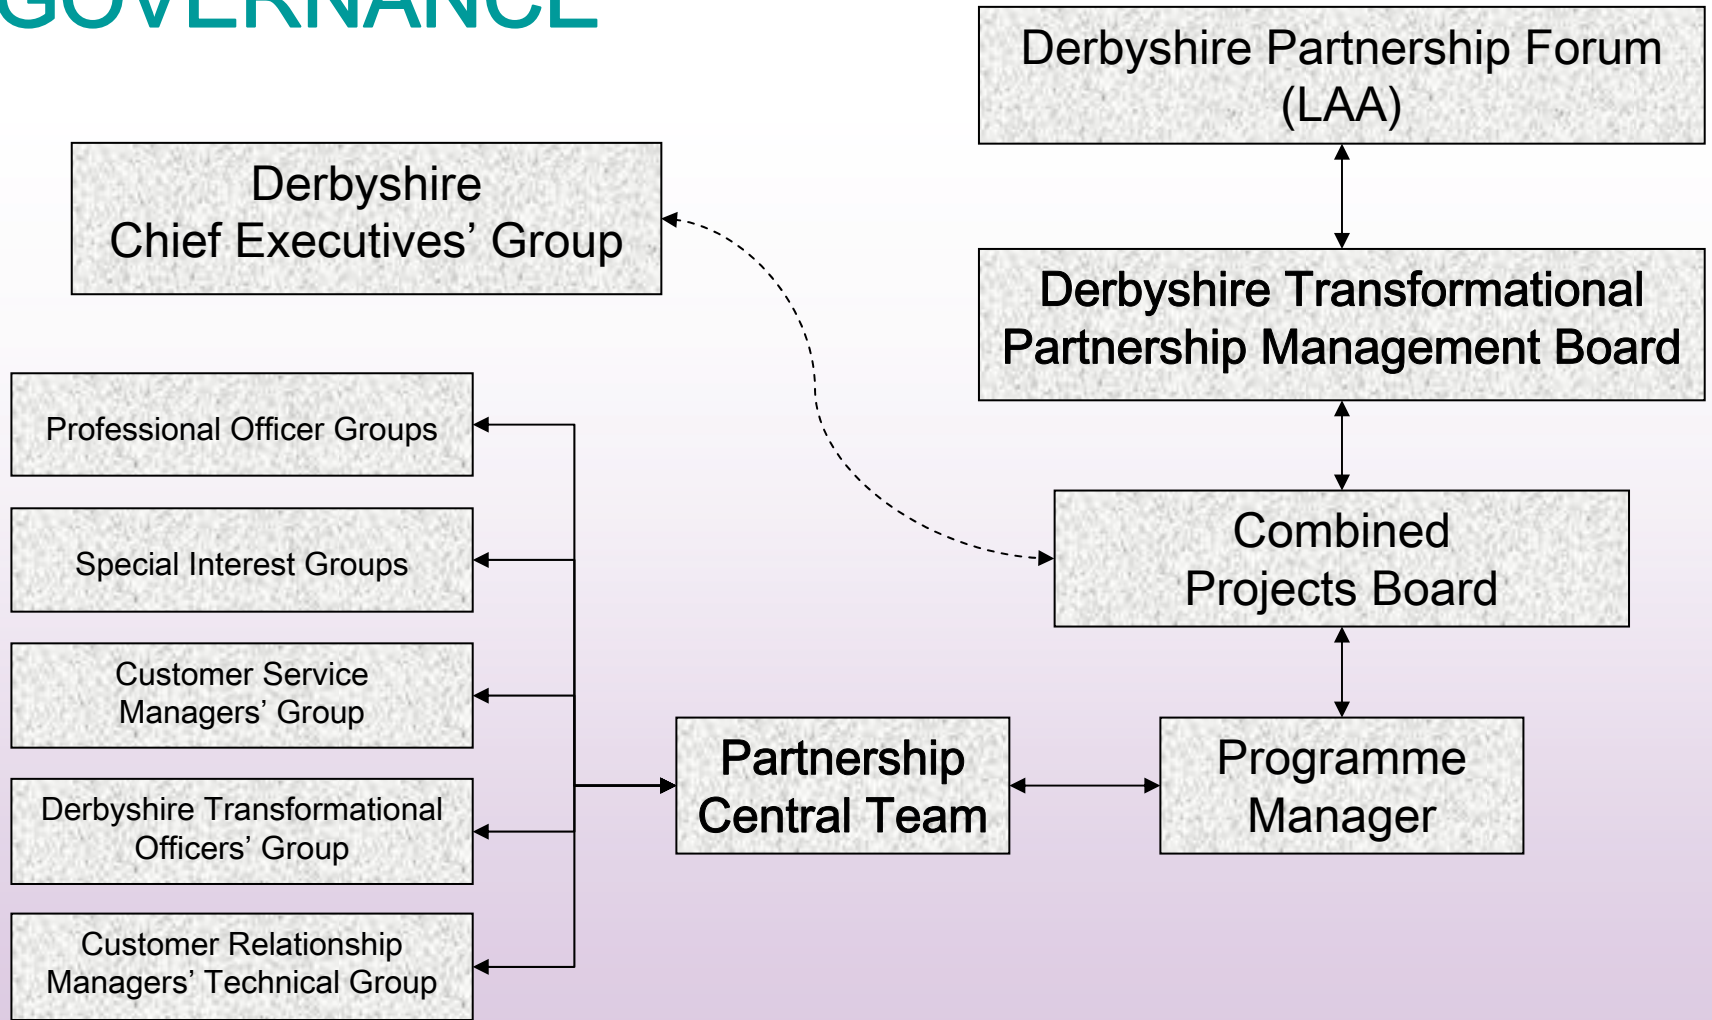 GOVERNANCE
Derbyshire Partnership Forum
(LAA)
Derbyshire
Chief Executives’ Group
Derbyshire Transformational
Partnership Management Board
Professional Officer Groups
Combined
Projects Board
Special Interest Groups
Customer Service
Managers’ Group
Partnership
Central Team
Programme
Manager
Derbyshire Transformational
Officers’ Group
Customer Relationship
Managers’ Technical Group